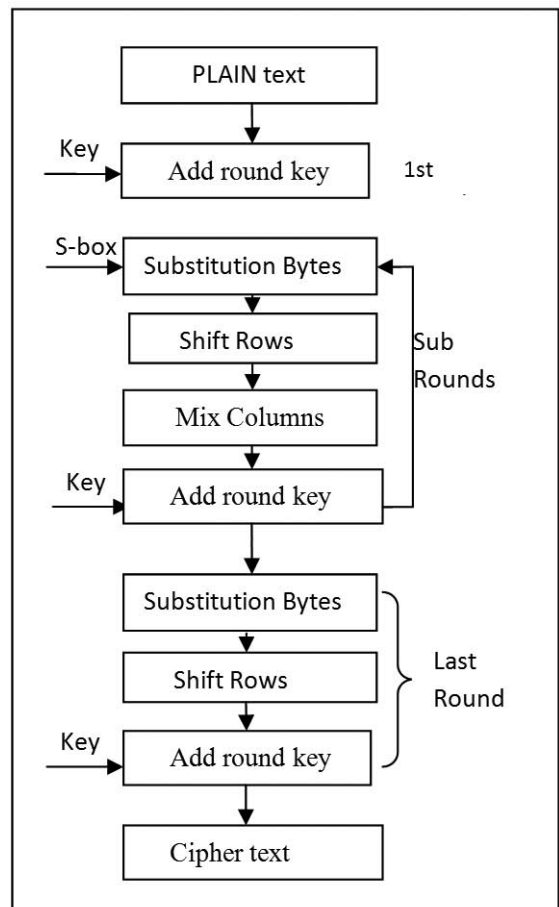 PLAIN text
Key
Add round key
1st
S-box
Substitution Bytes
Shift Rows
Sub
Rounds
Mix Columns
Key
Add round key
Substitution Bytes
Shift Rows
Last
Round
Key
Add round key
Cipher text